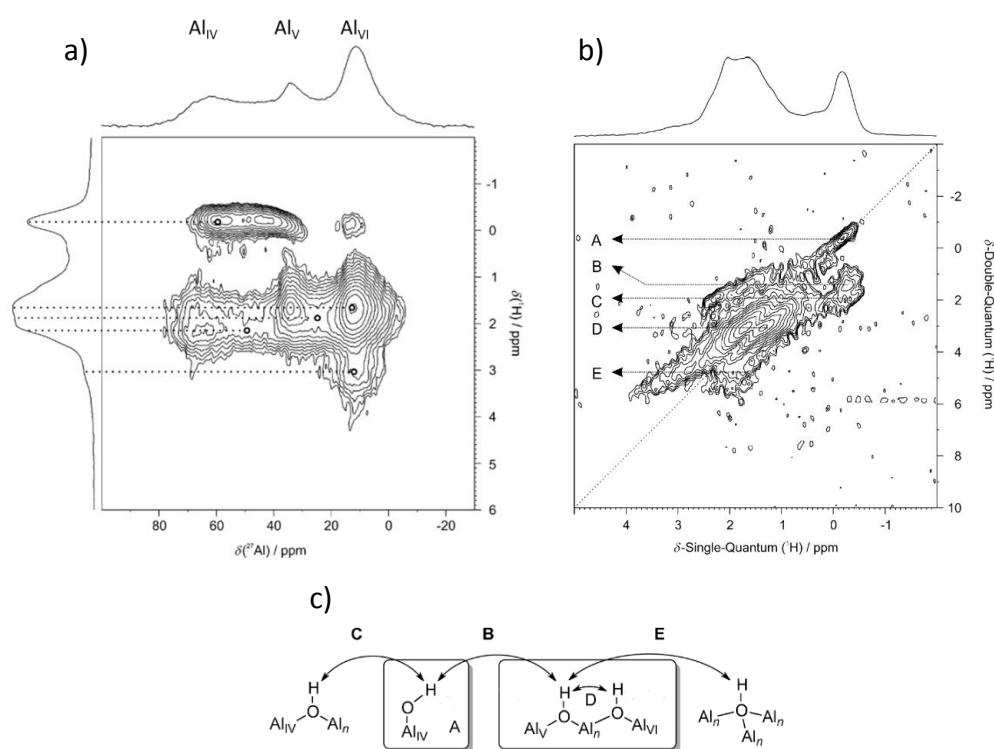 a)
Al_IV Al_V Al_VI
-1
0
1
2
3
4
5
6
δ(¹H) / ppm
80 60 40 20 0 -20
δ(²⁷Al) / ppm
b)
-2
0
2
4
6
8
10
δ-Double-Quantum (¹H) / ppm
A
B
C
D
E
4 3 2 1 0 -1
δ-Single-Quantum (¹H) / ppm
c)
C B E
H H H H H
D
O O O O O
Al_IV Al_n Al_IV A Al_V Al_n Al_VI Al_n Al_n Al_n